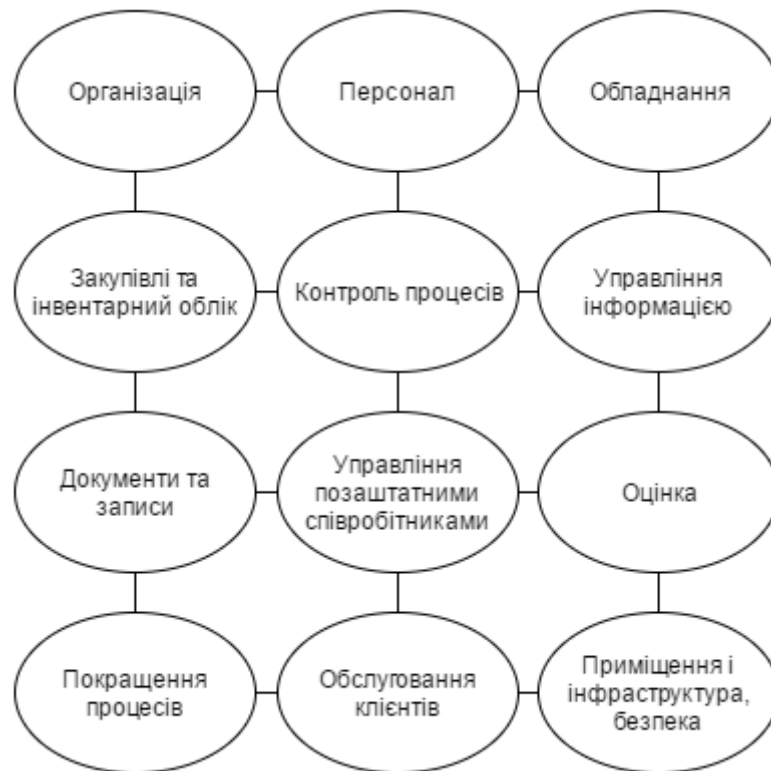 Організація
Персонал
Обладнання
Закупівлі та
інвентарний облік
Контроль процесів
Управління
інформацією
Документи та
записи
Управління
позаштатними
співробітниками
Оцінка
Покращення
процесів
Обслуговання
клієнтів
Приміщення і
інфраструктура,
безпека